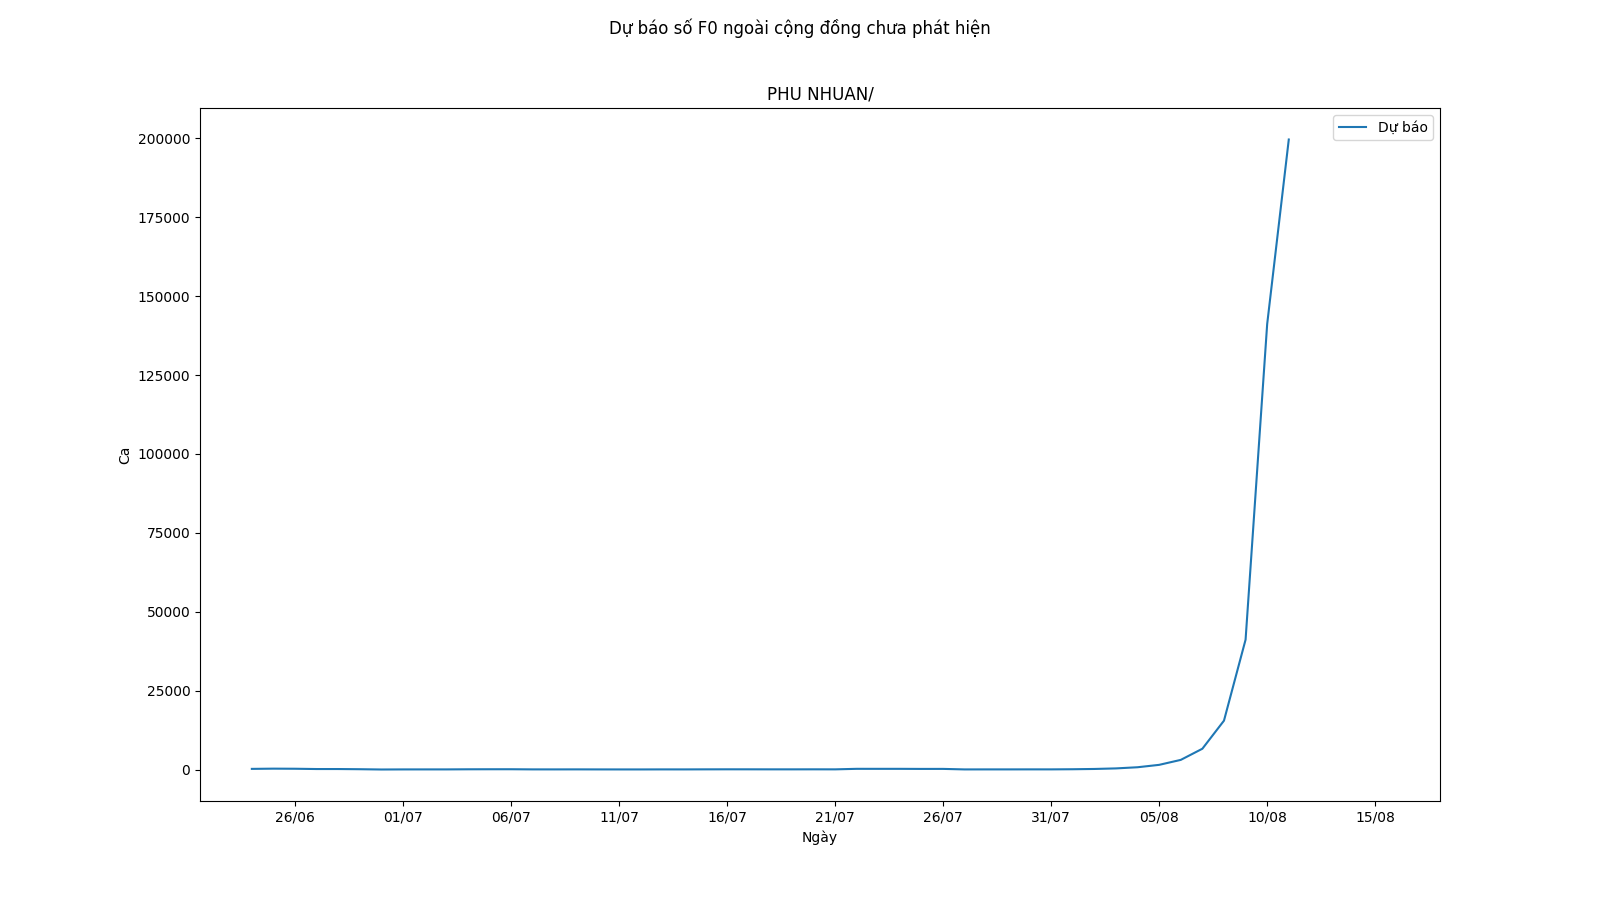 Dự báo số F0 ngoài cộng đồng chưa phát hiện
PHU NHUAN/
Dự báo
200000
175000
150000
125000
100000
75000
50000
25000
0
Ca
26/06 01/07 06/07 11/07 16/07 21/07 26/07 31/07 05/08 10/08 15/08
Ngày